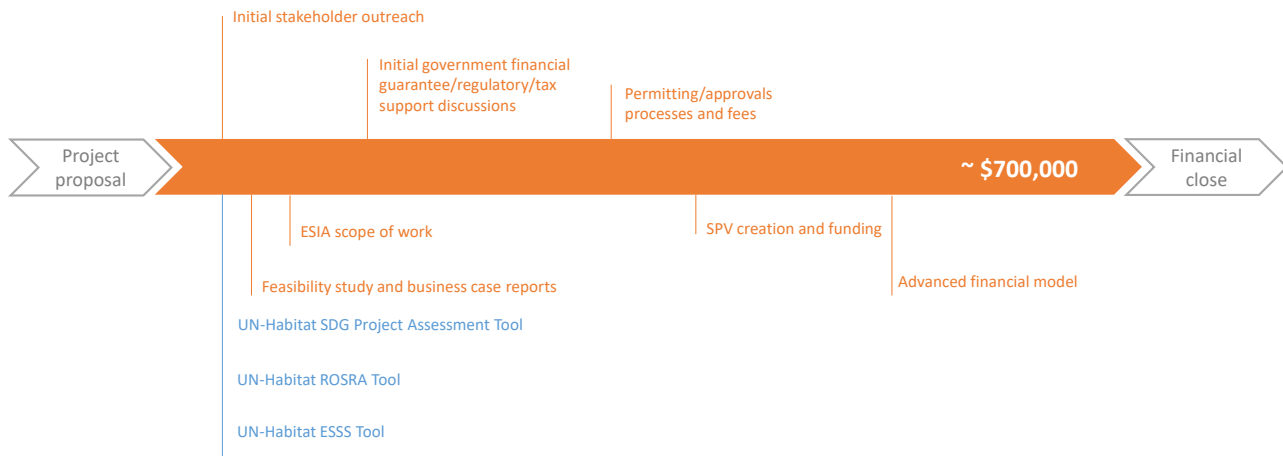 Initial stakeholder outreach
Initial government financial
guarantee/regulatory/tax
support discussions
Permitting/approvals
processes and fees
Project
proposal
~ $700,000
Financial
close
ESIA scope of work
SPV creation and funding
Feasibility study and business case reports
Advanced financial model
UN-Habitat SDG Project Assessment Tool
UN-Habitat ROSRA Tool
UN-Habitat ESSS Tool